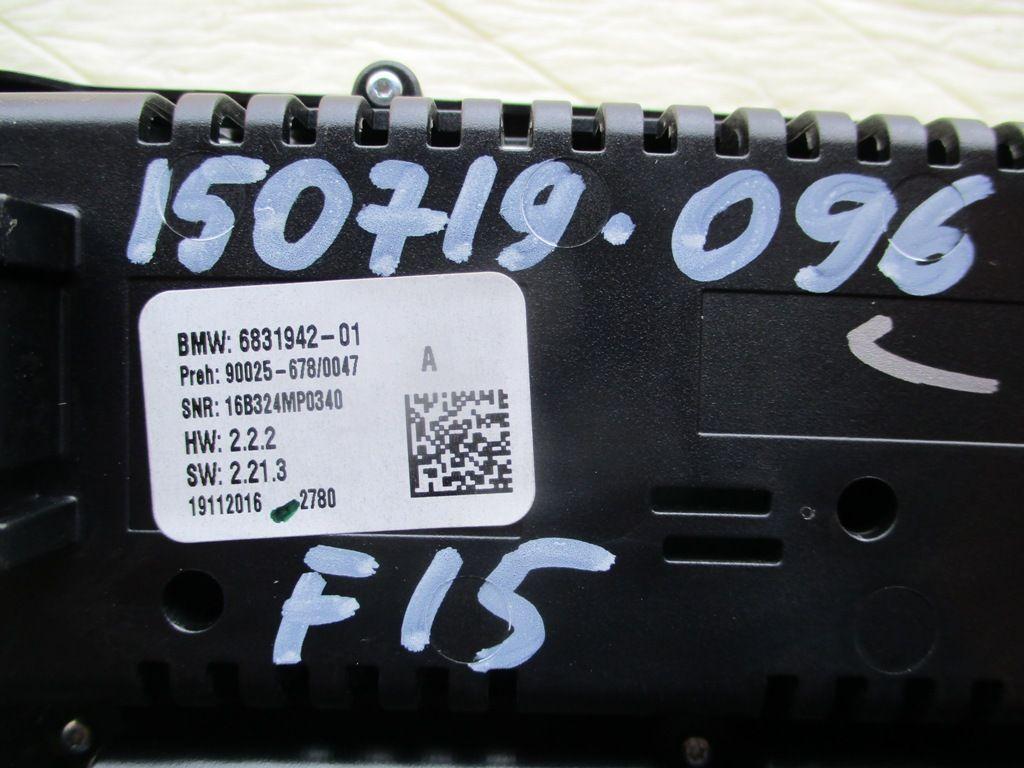 150719.096
BMW: 6831942-01
Preh: 90025-678/0047
A
SNR: 16B324MP0340
HW: 2.2.2
SW: 2.21.3
19112016 2780
F15